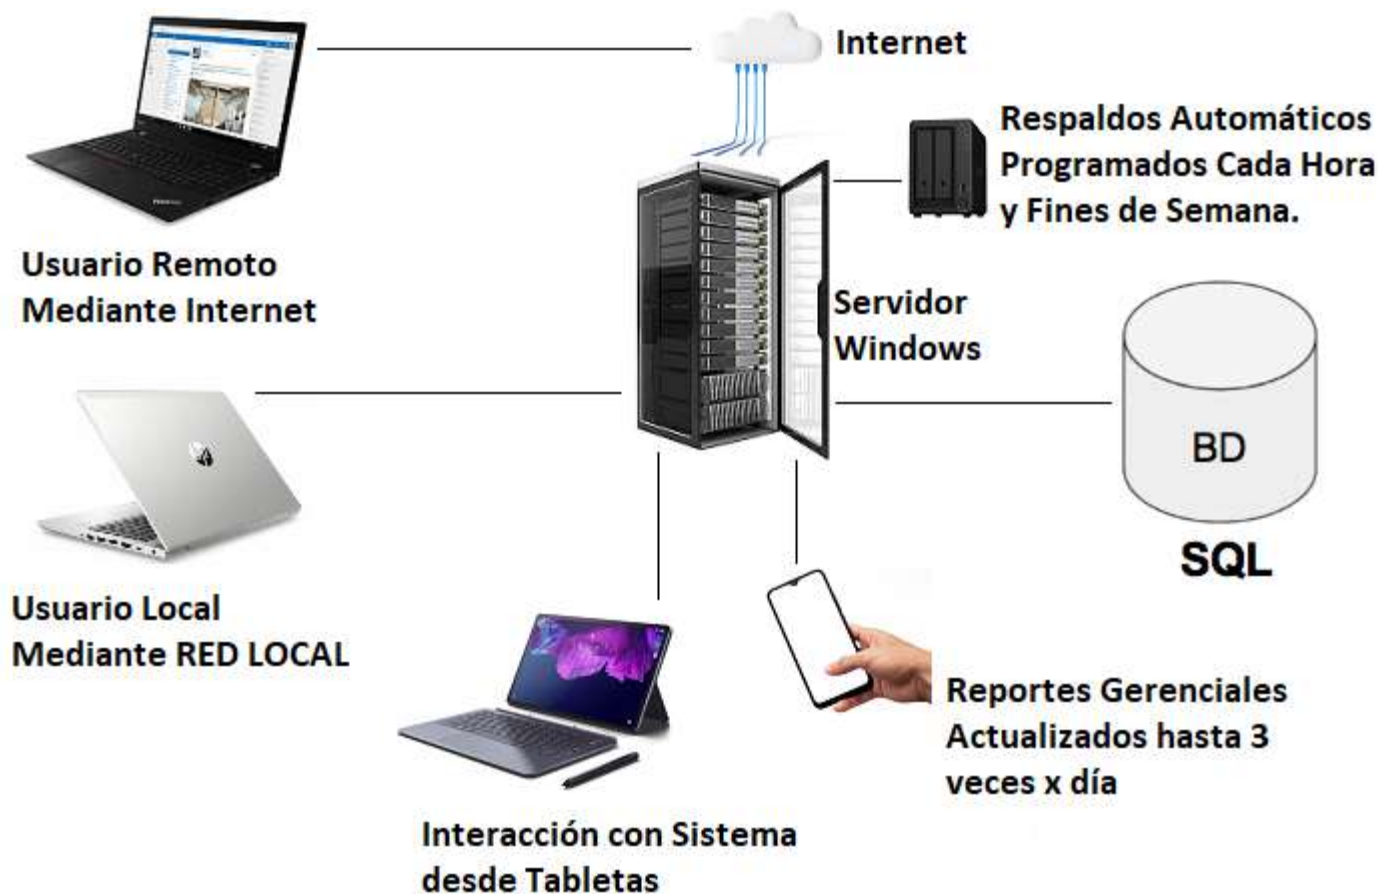 Internet
Respaldos Automáticos
Programados Cada Hora
y Fines de Semana.
Usuario Remoto
Mediante Internet
Servidor
Windows
BD
SQL
Usuario Local
Mediante RED LOCAL
Reportes Gerenciales
Actualizados hasta 3
veces x día
Interacción con Sistema
desde Tabletas